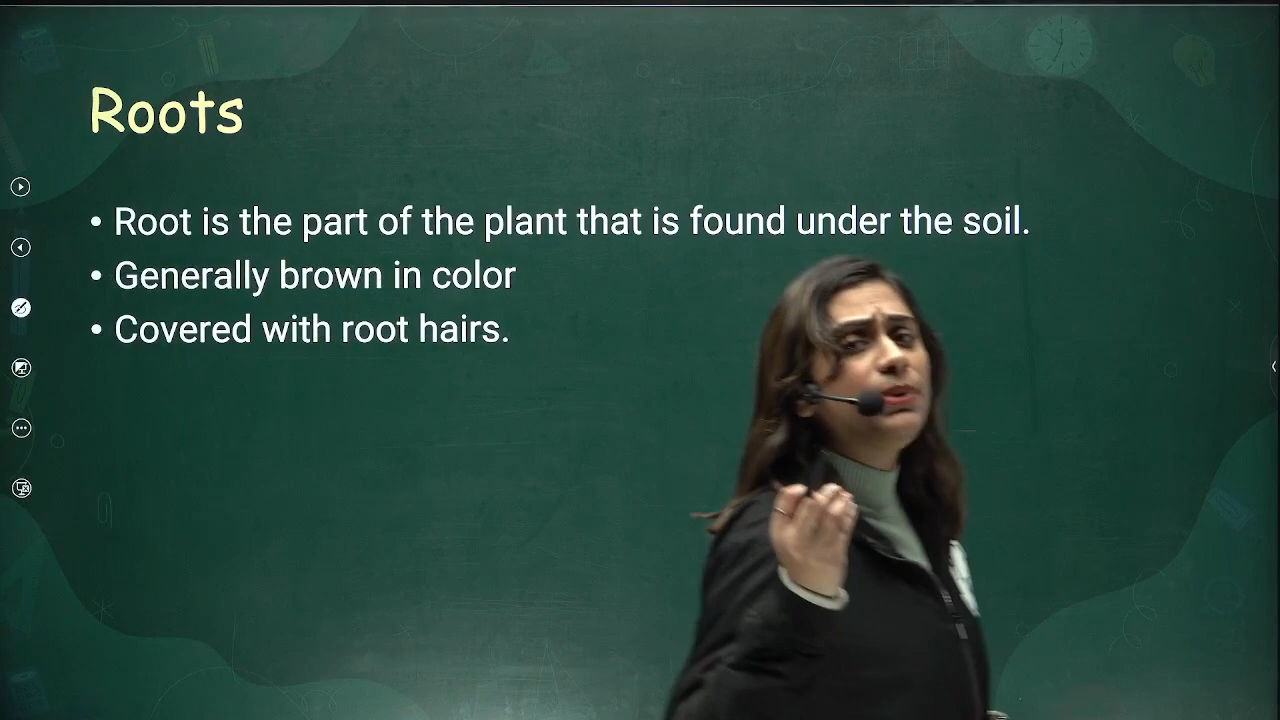 Roots
• Root is the part of the plant that is found under the soil.
• Generally brown in color
• Covered with root hairs.